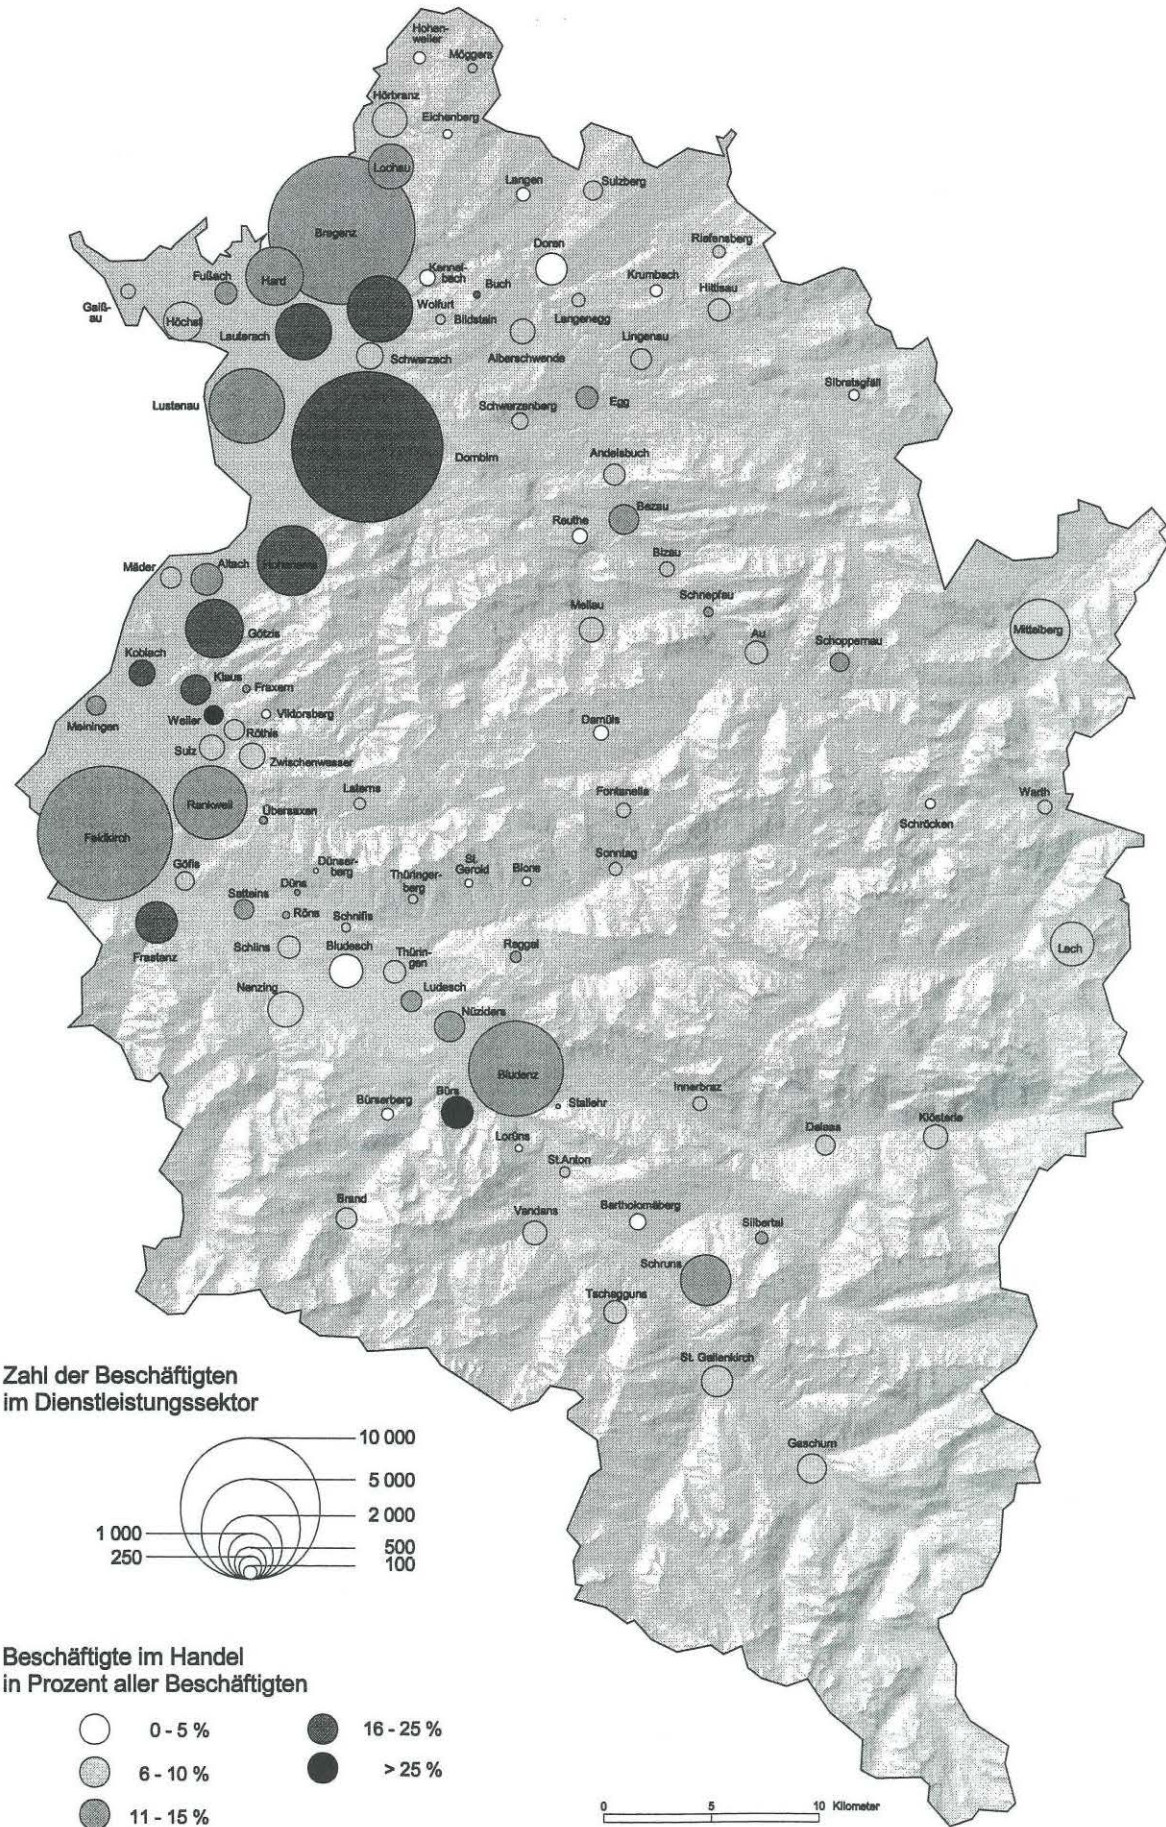 Hohen-
weiler
Möggers
Hörbranz
Eichenberg
Lochau
Langen
Sulzberg
Bregenz
Doren
Riefensberg
Fußach
Hard
Kennel-
bach
Buch
Krumbach
Hittisau
Gaiß-
au
Höchst
Wolfurt
Bildstein
Langenegg
Lauterach
Lingenau
Schwarzach
Alberschwende
Sibratsgfäll
Lustenau
Schwarzenberg
Egg
Dornbirn
Andelsbuch
Bezau
Reuthe
Mäder
Altach
Hohenems
Bizau
Mellau
Schnepfau
Götzis
Au
Schoppernau
Mittelberg
Koblach
Klaus
Fraxern
Meiningen
Weiler
Viktorsberg
Damüls
Röthis
Sulz
Zwischenwasser
Rankweil
Laterns
Fontanella
Warth
Übersaxen
Schröcken
Feldkirch
Göfis
Dünser-
berg
St.
Gerold
Blons
Sonntag
Düns
Thüringer-
berg
Satteins
Röns
Schnifis
Frastanz
Schlins
Bludesch
Thürin-
gen
Raggal
Lech
Nenzing
Ludesch
Nüziders
Bludenz
Bürs
Innerbraz
Bürserberg
Stallehr
Dalaas
Klösterle
Lorüns
St.Anton
Brand
Vandans
Bartholomäberg
Silbertal
Schruns
Tschagguns
St. Gallenkirch
Gaschurn
Zahl der Beschäftigten
im Dienstleistungssektor
10 000
5 000
2 000
1 000
500
250
100
Beschäftigte im Handel
in Prozent aller Beschäftigten
0 - 5 %
16 - 25 %
6 - 10 %
> 25 %
11 - 15 %
0 5 10 Kilometer